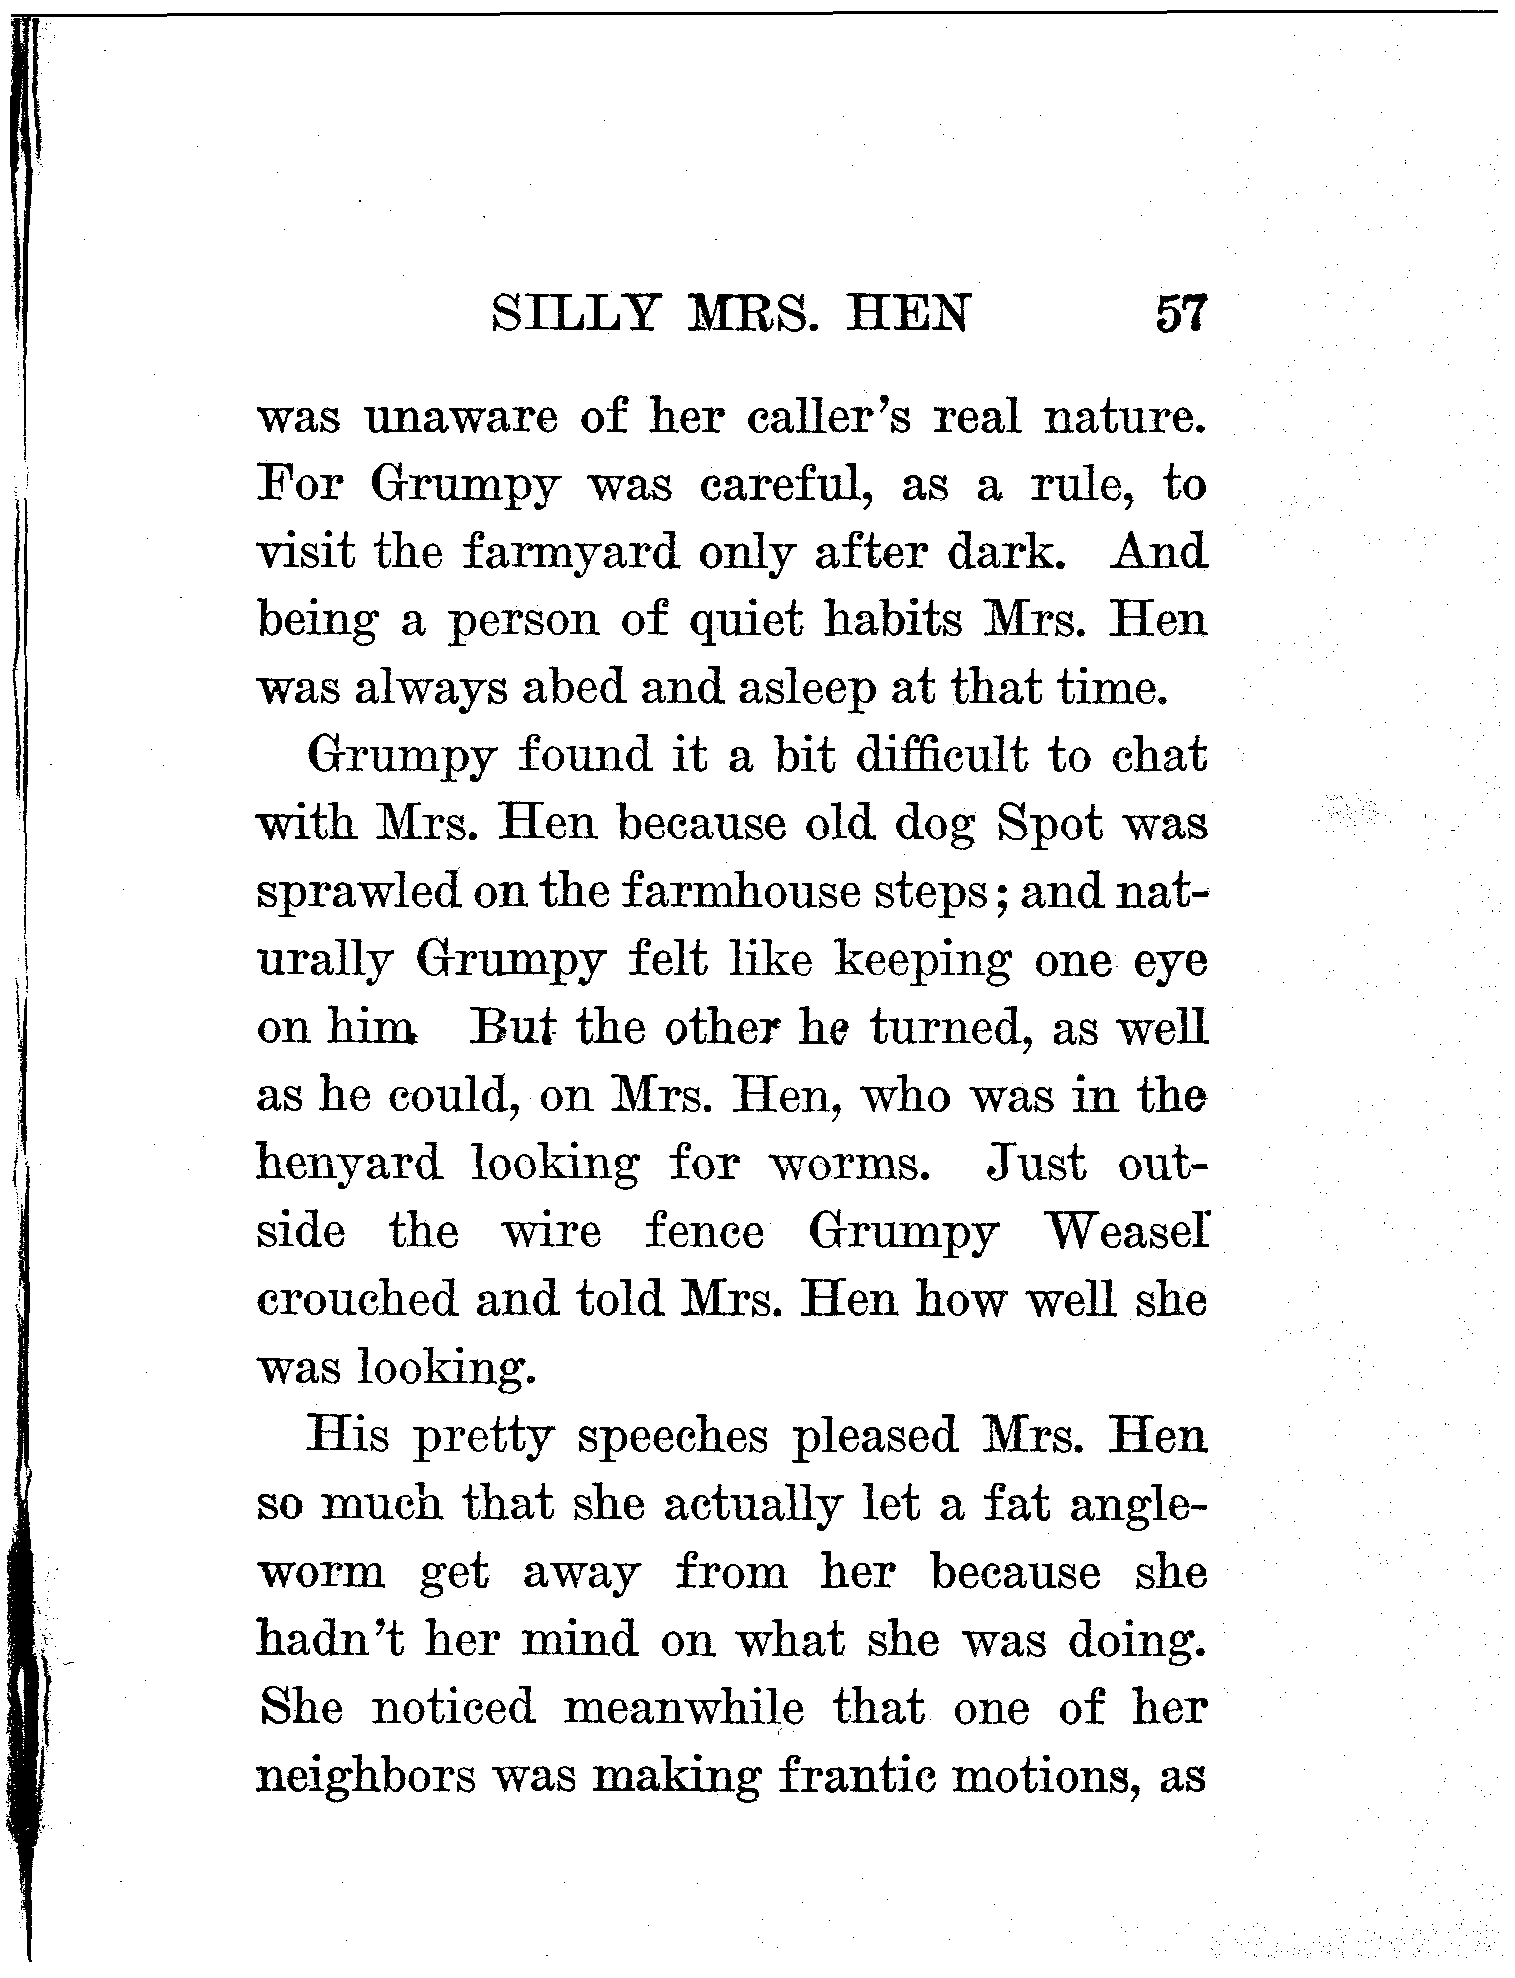 SILLY MRS. HEN 57
was unaware of her caller's real nature.
For Grumpy was careful, as a rule, to
visit the farmyard only after dark. And
being a person of quiet habits Mrs. Hen
was always abed and asleep at that time.
Grumpy found it a bit difficult to chat
with Mrs. Hen because old dog Spot was
sprawled on the farmhouse steps; and nat-
urally Grumpy felt like keeping one eye
on him But the other he turned, as well
as he could, on Mrs. Hen, who was in the
henyard looking for worms. Just out-
side the wire fence Grumpy Weasel
crouched and told Mrs. Hen how well she
was looking.
His pretty speeches pleased Mrs. Hen
so much that she actually let a fat angle-
worm get away from her because she
hadn't her mind on what she was doing.
She noticed meanwhile that one of her
neighbors was making frantic motions, as